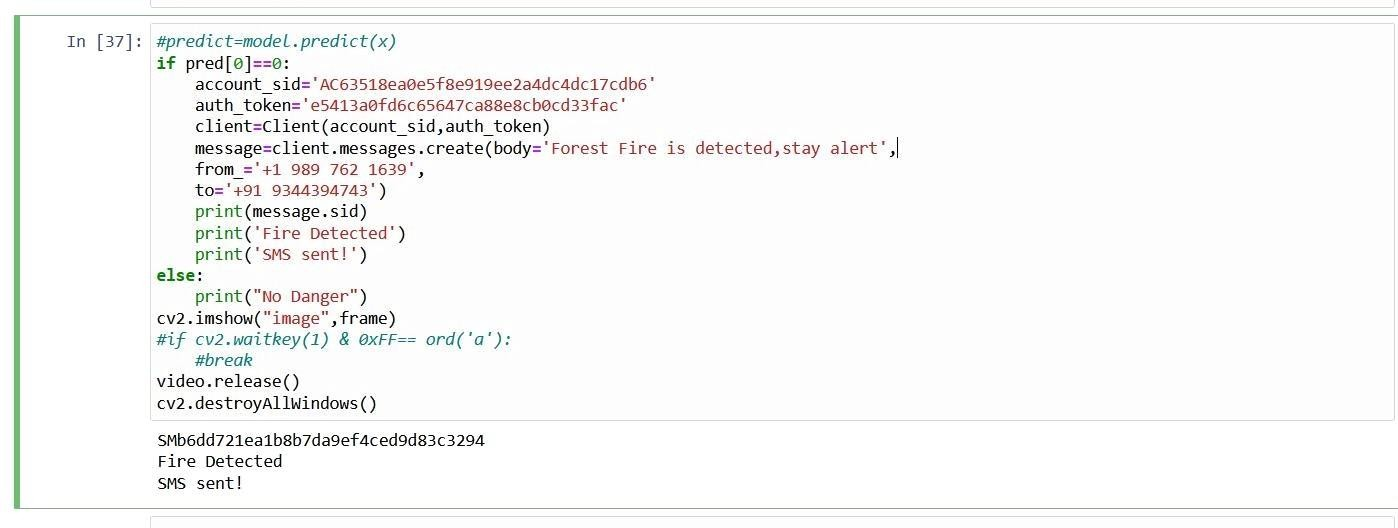 In [37]: #predict=model.predict(x)
if pred[0]==0:
    account_sid='AC63518ea0e5f8e919ee2a4dc4dc17cdb6'
    auth_token='e5413a0fd6c65647ca88e8cb0cd33fac'
    client=Client(account_sid,auth_token)
    message=client.messages.create(body='Forest Fire is detected,stay alert',
    from_='+1 989 762 1639',
    to='+91 9344394743')
    print(message.sid)
    print('Fire Detected')
    print('SMS sent!')
else:
    print("No Danger")
cv2.imshow("image",frame)
#if cv2.waitkey(1) & 0xFF== ord('a'):
    #break
video.release()
cv2.destroyAllWindows()
SMb6dd721ea1b8b7da9ef4ced9d83c3294
Fire Detected
SMS sent!